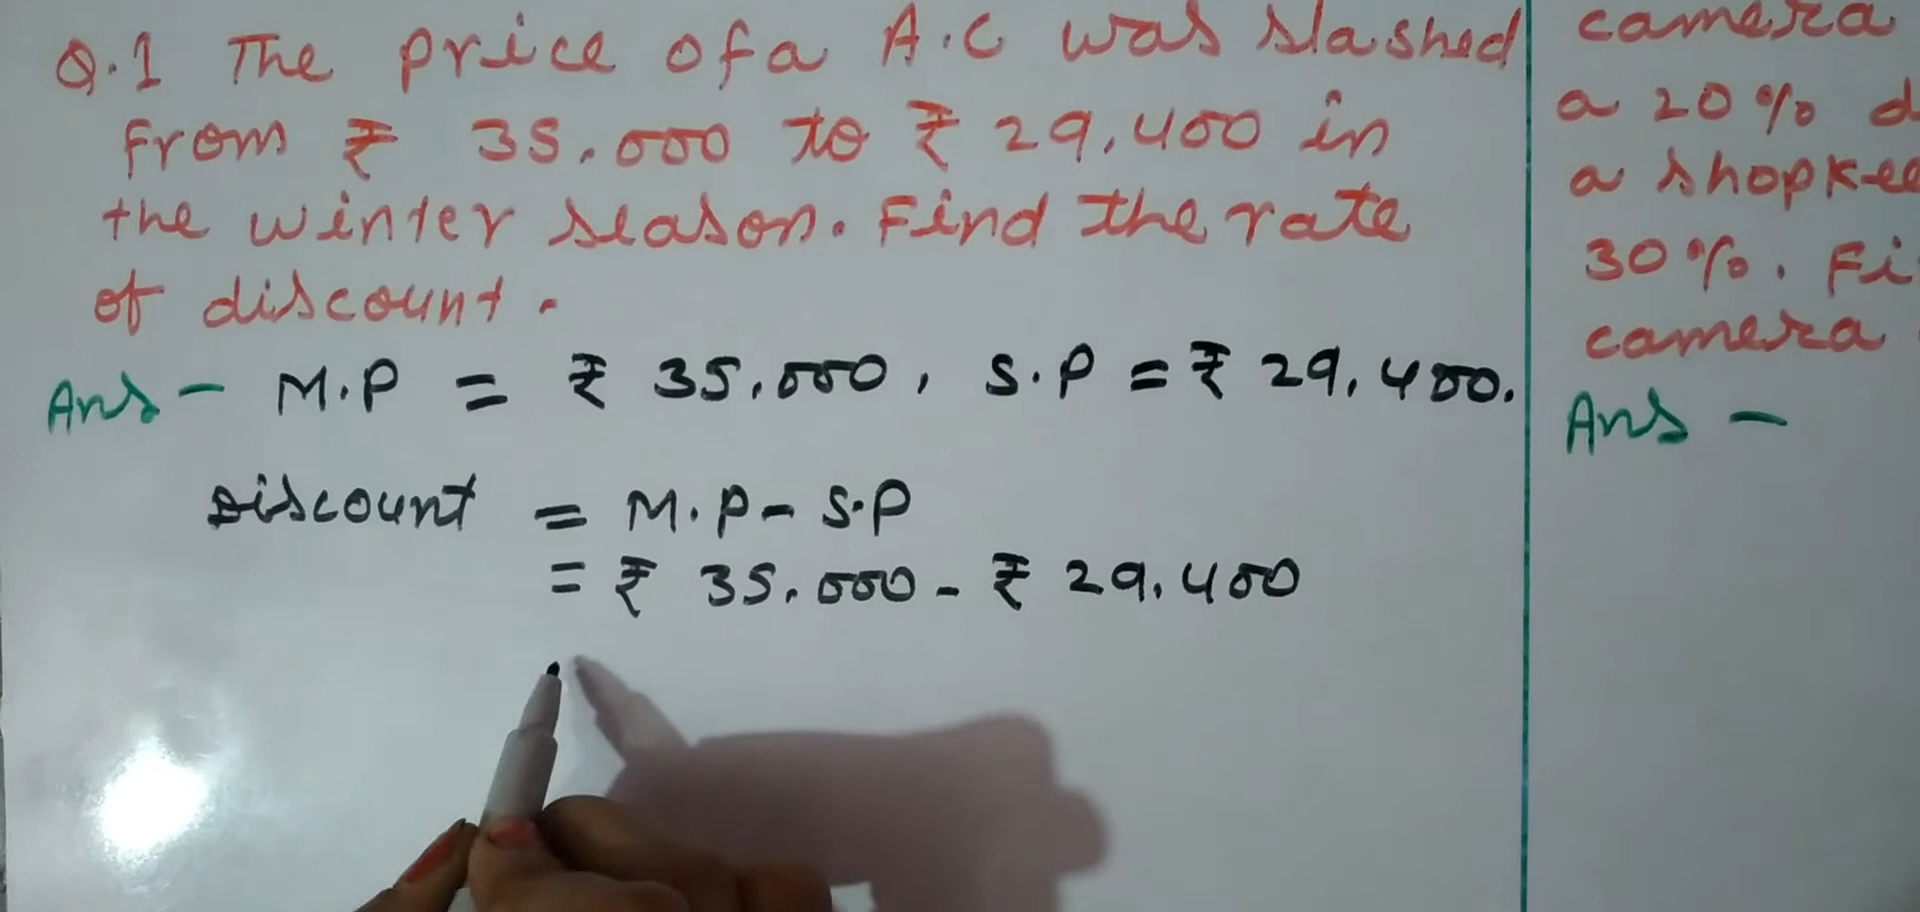 Q.1 The price of a A.C was slashed
from ₹ 35,000 to ₹ 29,400 in
the winter season. Find the rate
of discount.
Ans - M.P = ₹ 35,000, S.P = ₹ 29,400.
Discount = M.P - S.P
= ₹ 35,000 - ₹ 29,400
camera
a 20% d
a shopkee
30%. Fi
camera
Ans -